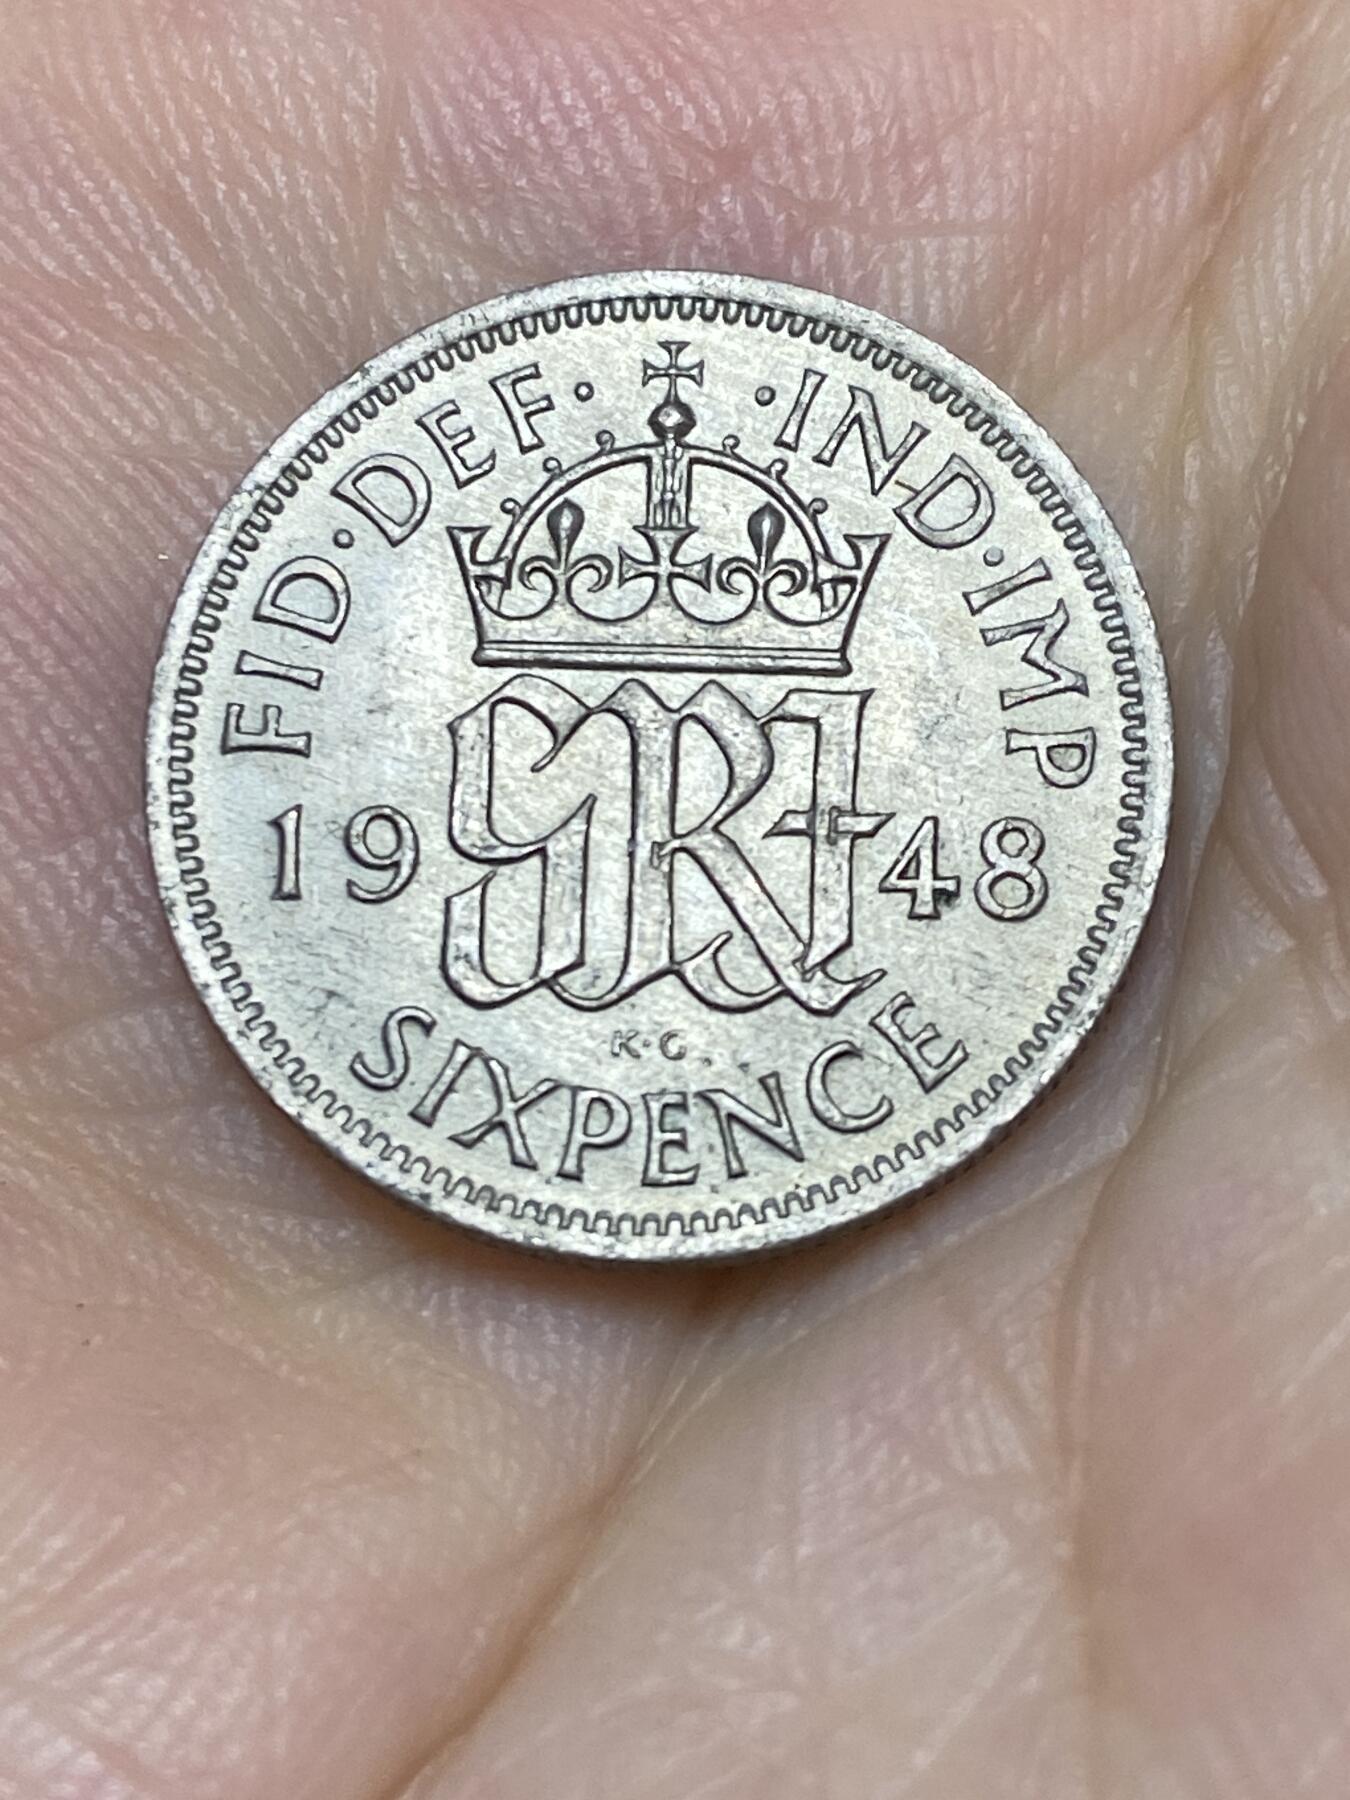 FID·DEF· ·IND·IMP
19 GRI 48
K·G
SIXPENCE